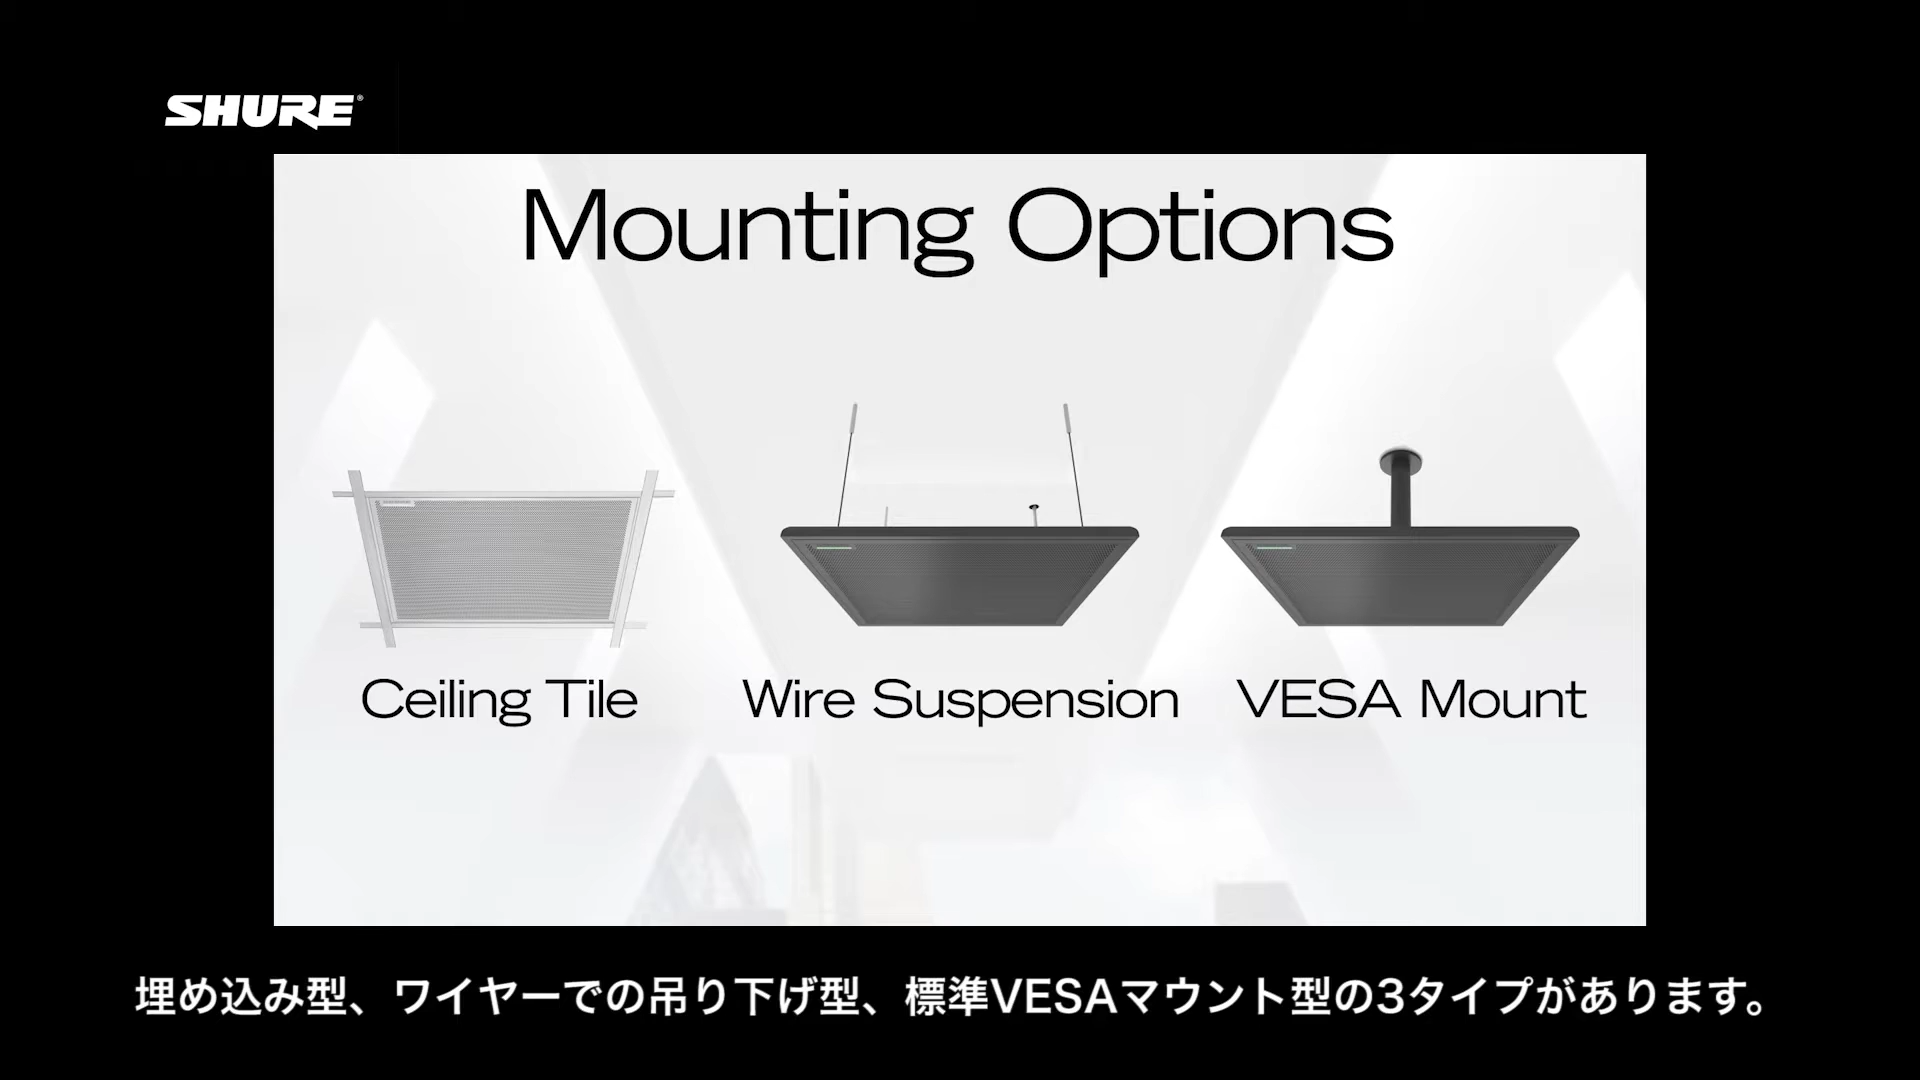 SHURE®
Mounting Options
Ceiling Tile
Wire Suspension
VESA Mount
埋め込み型、ワイヤーでの吊り下げ型、標準VESAマウント型の3タイプがあります。